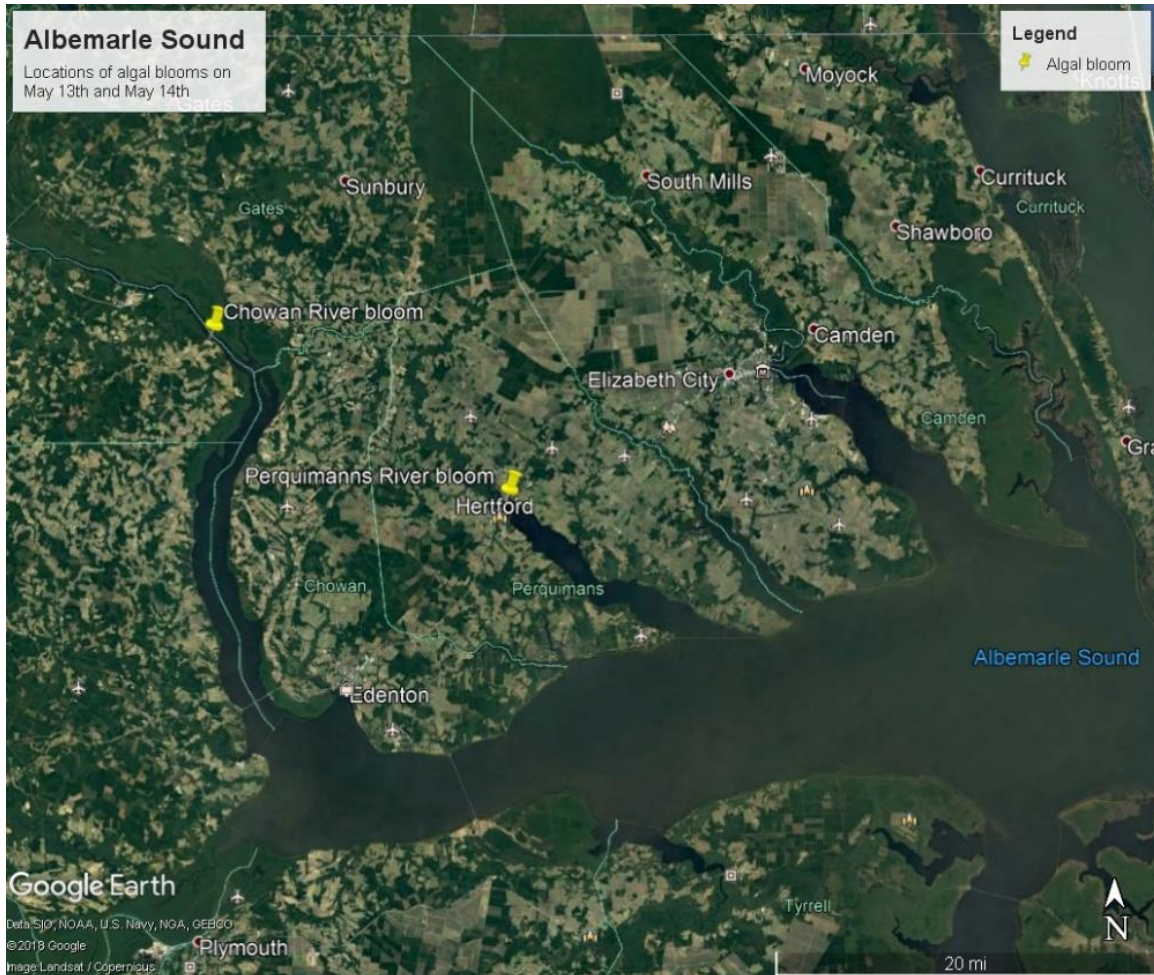 Albemarle Sound
Locations of algal blooms on
May 13th and May 14th
Gates
Legend
Algal bloom
Knotts
Moyock
Sunbury
South Mills
Currituck
Gates
Currituck
Shawboro
Chowan River bloom
Camden
Elizabeth City
Camden
Gra
Perquimanns River bloom
Hertford
Chowan
Perquimans
Albemarle Sound
Edenton
Google Earth
Tyrrell
N
Data SIO, NOAA, U.S. Navy, NGA, GEBCO
©2018 Google
Image Landsat / Copernicus
Plymouth
20 mi